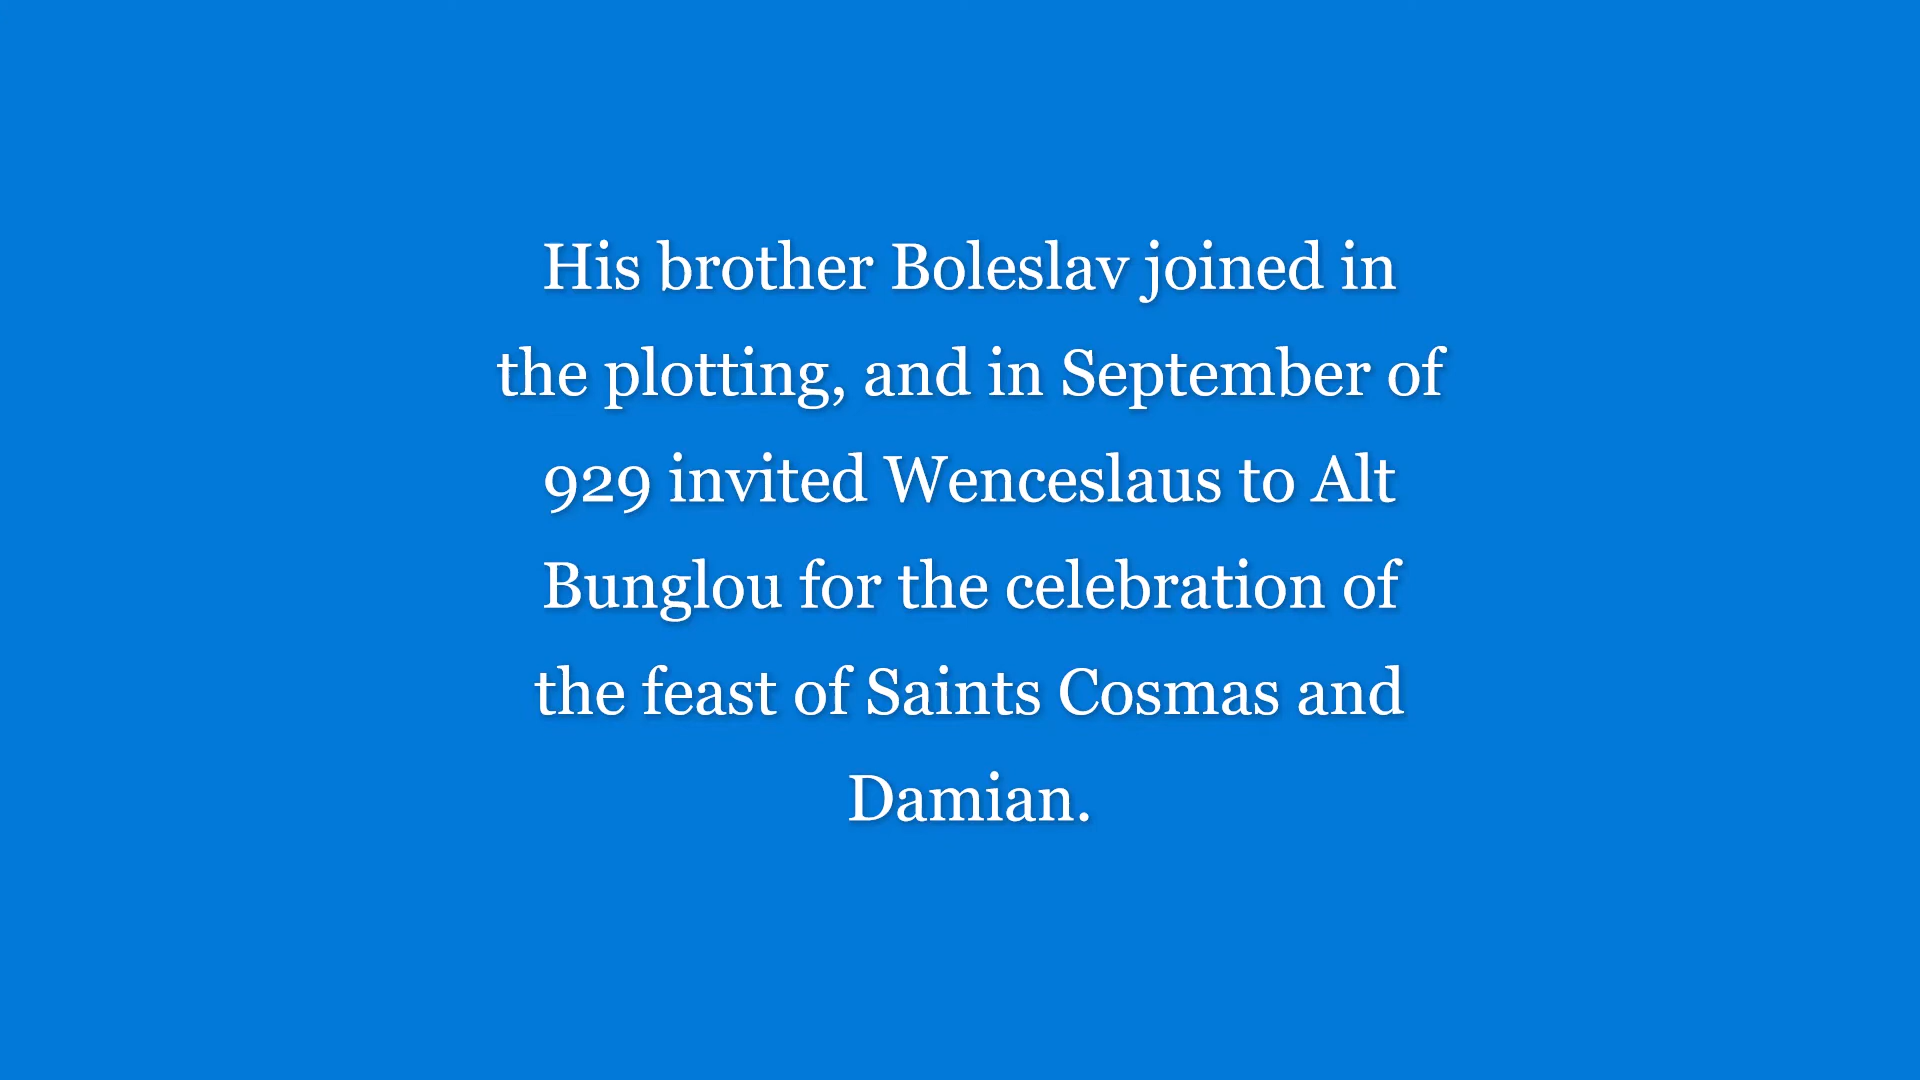 His brother Boleslav joined in
the plotting, and in September of
929 invited Wenceslaus to Alt
Bunglou for the celebration of
the feast of Saints Cosmas and
Damian.